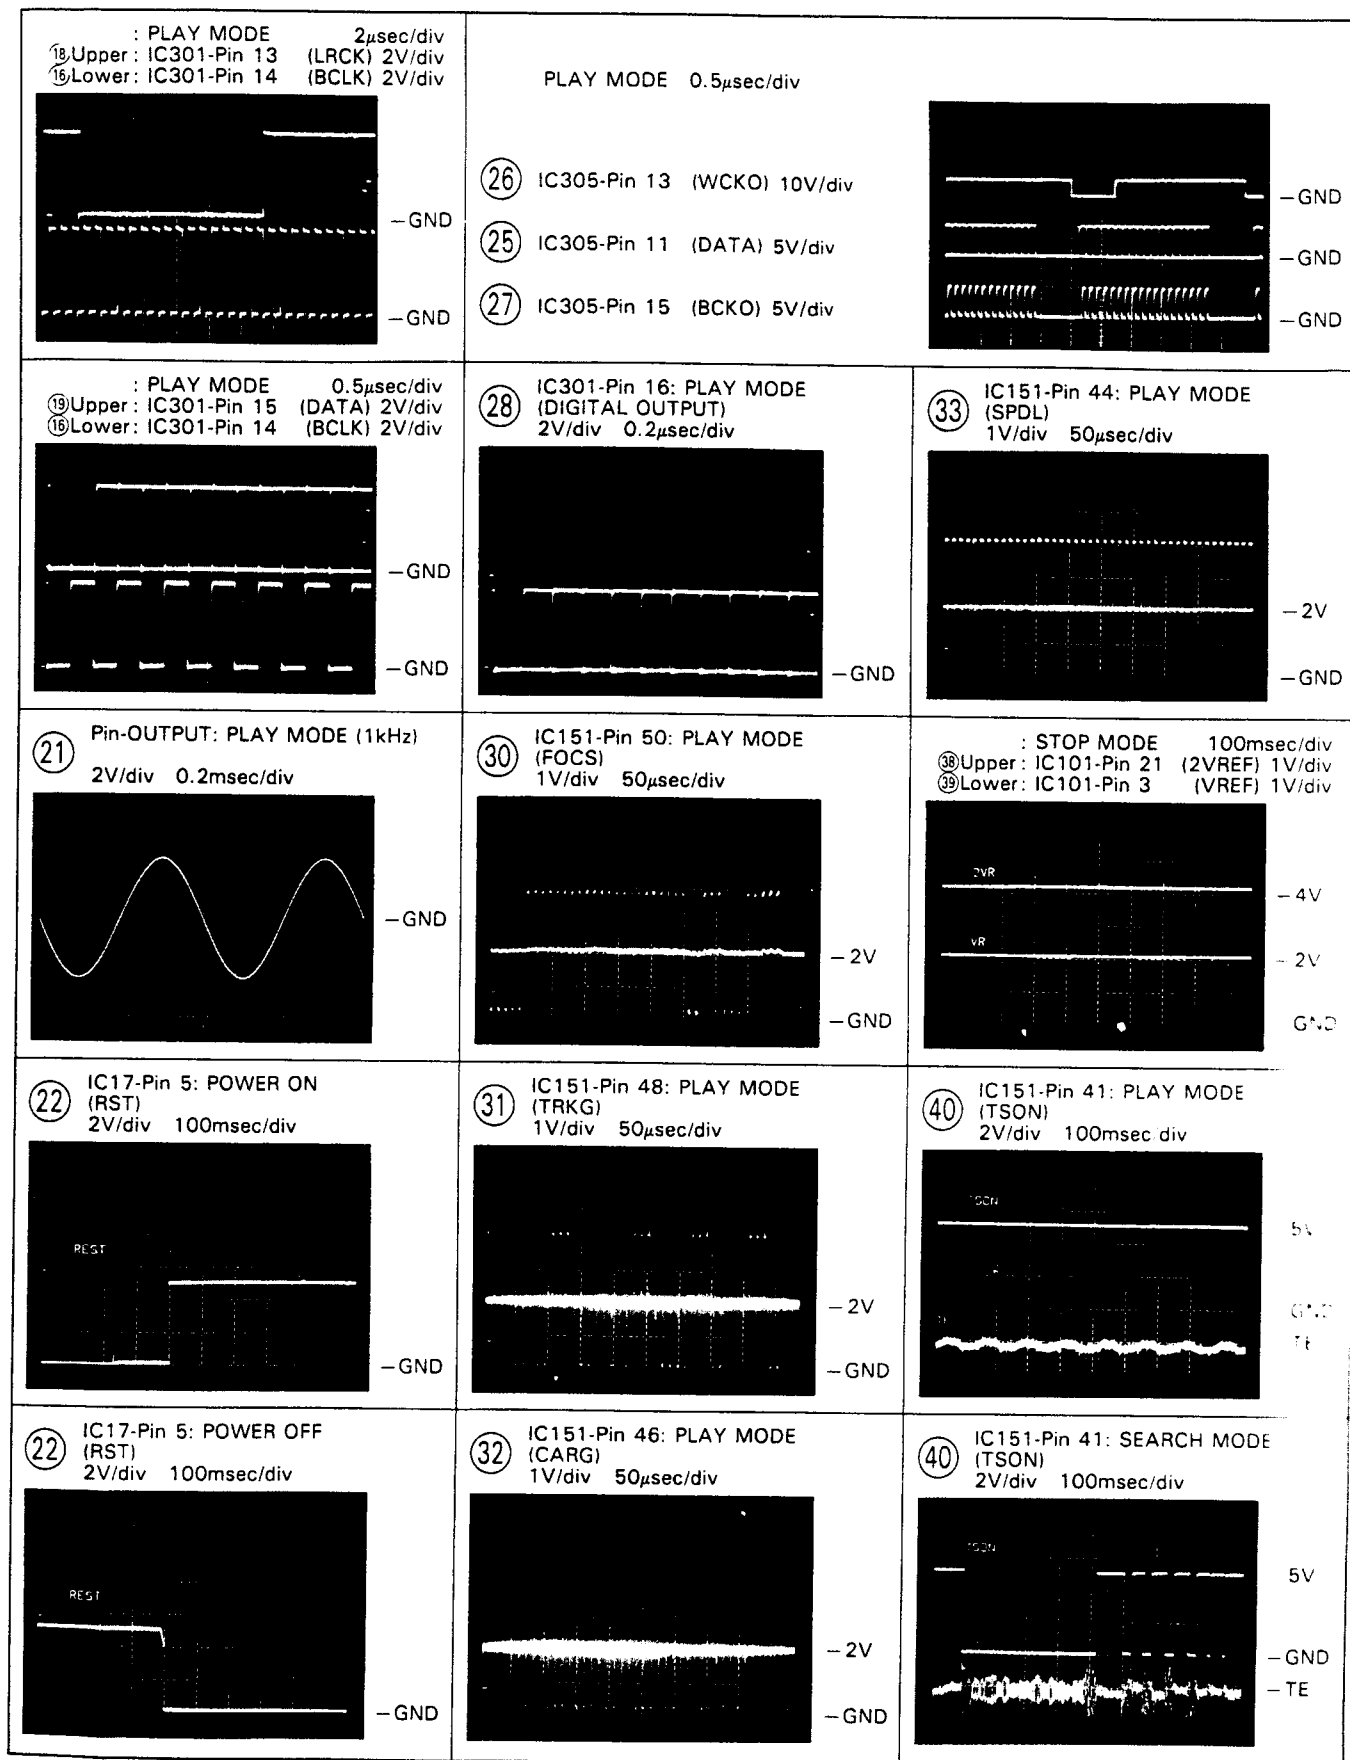 : PLAY MODE 2μsec/div
⑱Upper : IC301-Pin 13 (LRCK) 2V/div
⑯Lower : IC301-Pin 14 (BCLK) 2V/div
-GND
-GND
PLAY MODE 0.5μsec/div
㉖ IC305-Pin 13 (WCKO) 10V/div
㉕ IC305-Pin 11 (DATA) 5V/div
㉗ IC305-Pin 15 (BCKO) 5V/div
-GND
-GND
-GND
: PLAY MODE 0.5μsec/div
⑲Upper : IC301-Pin 15 (DATA) 2V/div
⑯Lower : IC301-Pin 14 (BCLK) 2V/div
-GND
-GND
㉘ IC301-Pin 16: PLAY MODE
(DIGITAL OUTPUT)
2V/div 0.2μsec/div
-GND
㉝ IC151-Pin 44: PLAY MODE
(SPDL)
1V/div 50μsec/div
-2V
-GND
㉑ Pin-OUTPUT: PLAY MODE (1kHz)
2V/div 0.2msec/div
-GND
㉚ IC151-Pin 50: PLAY MODE
(FOCS)
1V/div 50μsec/div
-2V
-GND
: STOP MODE 100msec/div
㊳Upper : IC101-Pin 21 (2VREF) 1V/div
㊴Lower : IC101-Pin 3 (VREF) 1V/div
2VR
-4V
VR
-2V
GND
㉒ IC17-Pin 5: POWER ON
(RST)
2V/div 100msec/div
REST
-GND
㉛ IC151-Pin 48: PLAY MODE
(TRKG)
1V/div 50μsec/div
-2V
-GND
㊵ IC151-Pin 41: PLAY MODE
(TSON)
2V/div 100msec div
TSON
5V
GND
TE
㉒ IC17-Pin 5: POWER OFF
(RST)
2V/div 100msec/div
REST
-GND
㉜ IC151-Pin 46: PLAY MODE
(CARG)
1V/div 50μsec/div
-2V
-GND
㊵ IC151-Pin 41: SEARCH MODE
(TSON)
2V/div 100msec/div
TSON
5V
-GND
-TE